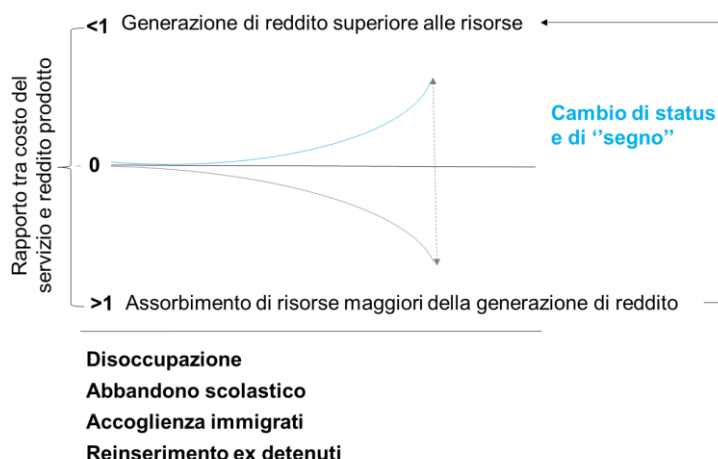 <1 Generazione di reddito superiore alle risorse
Rapporto tra costo del
servizio e reddito prodotto
Cambio di status
e di ‘‘segno’’
0
>1 Assorbimento di risorse maggiori della generazione di reddito
Disoccupazione
Abbandono scolastico
Accoglienza immigrati
Reinserimento ex detenuti